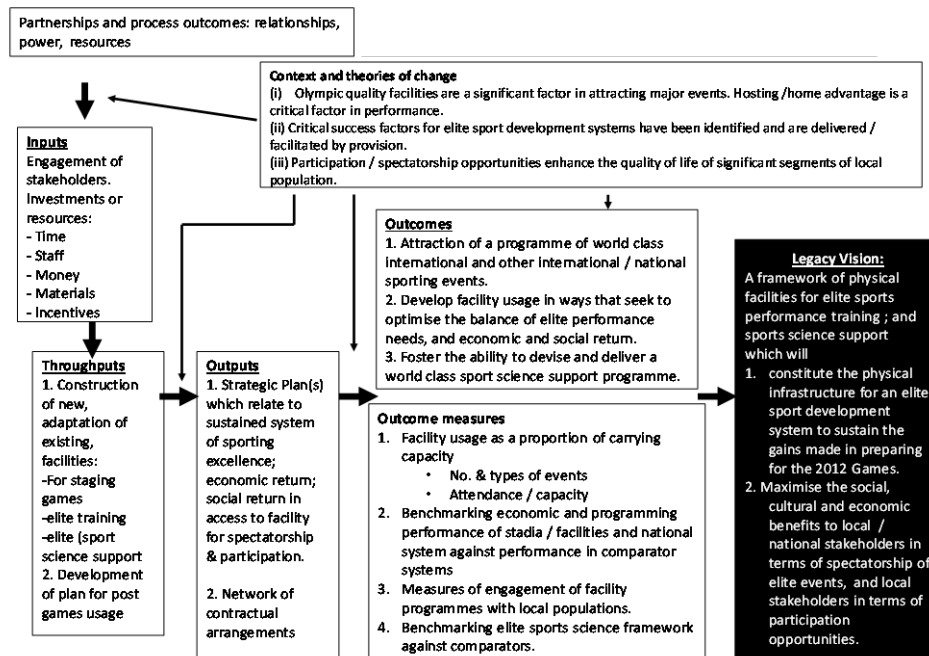 Partnerships and process outcomes: relationships,
power, resources
Context and theories of change
(i) Olympic quality facilities are a significant factor in attracting major events. Hosting /home advantage is a
critical factor in performance.
(ii) Critical success factors for elite sport development systems have been identified and are delivered /
facilitated by provision.
(iii) Participation / spectatorship opportunities enhance the quality of life of significant segments of local
population.
Inputs
Engagement of
stakeholders.
Investments or
resources:
- Time
- Staff
- Money
- Materials
- Incentives
Throughputs
1. Construction
of new,
adaptation of
existing,
facilities:
-For staging
games
-elite training
-elite (sport
science support
2. Development
of plan for post
games usage
Outputs
1. Strategic Plan(s)
which relate to
sustained system
of sporting
excellence;
economic return;
social return in
access to facility
for spectatorship
& participation.
2. Network of
contractual
arrangements
Outcomes
1. Attraction of a programme of world class
international and other international / national
sporting events.
2. Develop facility usage in ways that seek to
optimise the balance of elite performance
needs, and economic and social return.
3. Foster the ability to devise and deliver a
world class sport science support programme.
Outcome measures
1. Facility usage as a proportion of carrying
capacity
• No. & types of events
• Attendance / capacity
2. Benchmarking economic and programming
performance of stadia / facilities and national
system against performance in comparator
systems
3. Measures of engagement of facility
programmes with local populations.
4. Benchmarking elite sports science framework
against comparators.
Legacy Vision:
A framework of physical
facilities for elite sports
performance training ; and
sports science support
which will
1. constitute the physical
infrastructure for an elite
sport development
system to sustain the
gains made in preparing
for the 2012 Games.
2. Maximise the social,
cultural and economic
benefits to local /
national stakeholders in
terms of spectatorship of
elite events, and local
stakeholders in terms of
participation
opportunities.